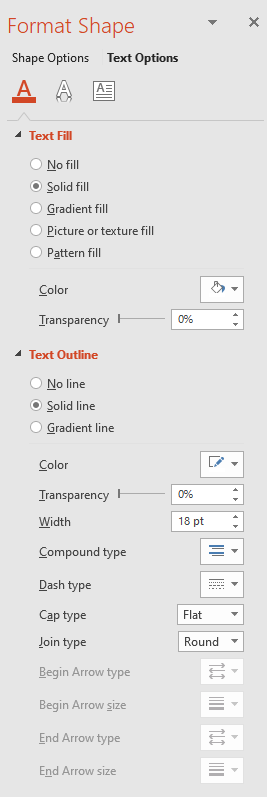 Format Shape
Shape Options Text Options
A A A
Text Fill
No fill
Solid fill
Gradient fill
Picture or texture fill
Pattern fill
Color
Transparency 0%
Text Outline
No line
Solid line
Gradient line
Color
Transparency 0%
Width 18 pt
Compound type
Dash type
Cap type Flat
Join type Round
Begin Arrow type
Begin Arrow size
End Arrow type
End Arrow size